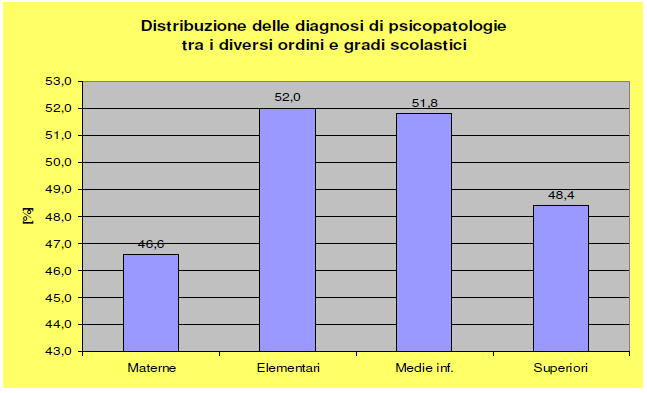 Distribuzione delle diagnosi di psicopatologie
tra i diversi ordini e gradi scolastici
53,0
52,0
51,0
50,0
49,0
48,0
47,0
46,0
45,0
44,0
43,0
[%]
46,6
52,0
51,8
48,4
Materne
Elementari
Medie inf.
Superiori